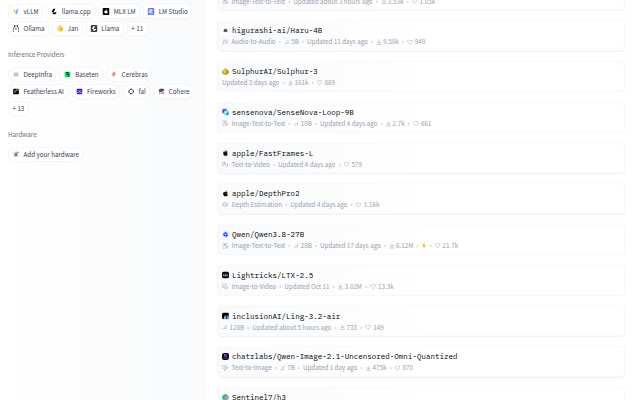 vLLM llama.cpp MLX LM LM Studio
Ollama Jan Llama + 11
Inference Providers
DeepInfra Baseten Cerebras
Featherless AI Fireworks fal Cohere
+ 13
Hardware
Add your hardware
higurashi-ai/Haru-4B
Audio-to-Audio • 5B • Updated 11 days ago • 9.58k • 949
SulphurAI/Sulphur-3
Updated 3 days ago • 161k • 669
sensenova/SenseNova-Loop-9B
Image-Text-to-Text • 10B • Updated 4 days ago • 2.7k • 661
apple/FastFrames-L
Text-to-Video • Updated 4 days ago • 579
apple/DepthPro2
Depth Estimation • Updated 4 days ago • 1.16k
Qwen/Qwen3.8-27B
Image-Text-to-Text • 28B • Updated 17 days ago • 6.12M • 21.7k
Lightricks/LTX-2.5
Image-to-Video • Updated Oct 11 • 3.02M • 13.3k
inclusionAI/Ling-3.2-air
128B • Updated about 5 hours ago • 733 • 149
chatrlabs/Qwen-Image-2.1-Uncensored-Omni-Quantized
Text-to-Image • 7B • Updated 1 day ago • 475k • 870
Sentinel7/h3